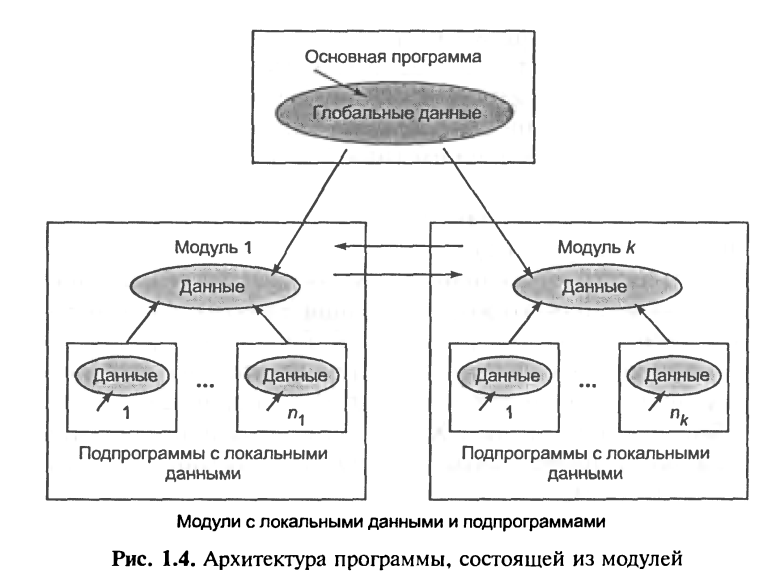 Основная программа
Глобальные данные
Модуль 1
Модуль k
Данные
Данные
Данные
...
Данные
Данные
...
Данные
1
n1
1
nk
Подпрограммы с локальными
данными
Подпрограммы с локальными
данными
Модули с локальными данными и подпрограммами
Рис. 1.4. Архитектура программы, состоящей из модулей